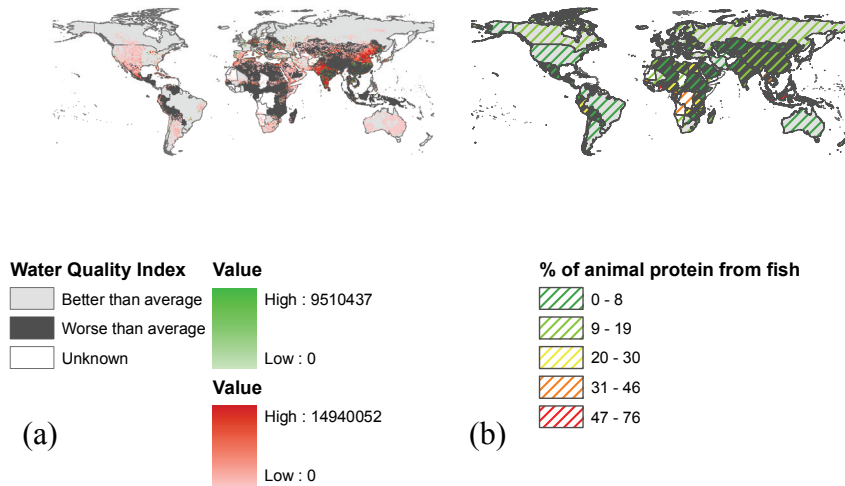 Water Quality Index
Better than average
Worse than average
Unknown
Value
High : 9510437
Low : 0
Value
High : 14940052
Low : 0
(a)
% of animal protein from fish
0 - 8
9 - 19
20 - 30
31 - 46
47 - 76
(b)